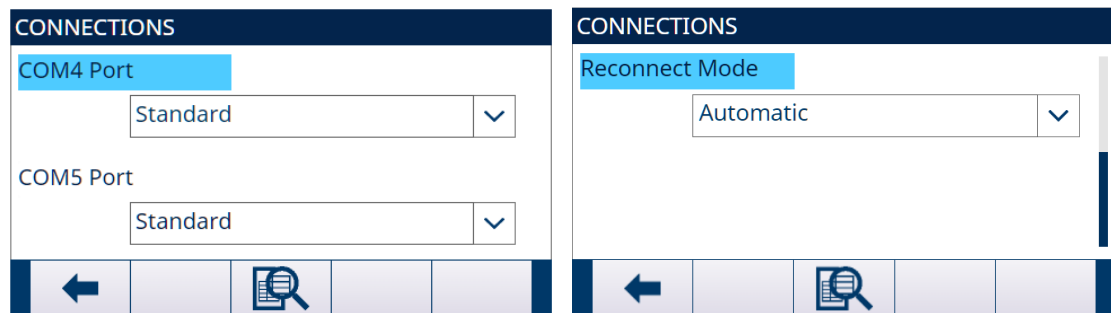 CONNECTIONS
COM4 Port
Standard
COM5 Port
Standard
CONNECTIONS
Reconnect Mode
Automatic